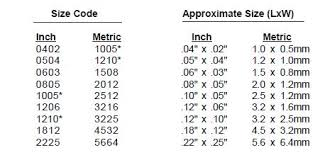 Size Code Approximate Size (LxW)
Inch Metric Inch Metric
0402 1005* .04" x .02" 1.0 x 0.5mm
0504 1210* .05" x .04" 1.2 x 1.0mm
0603 1508 .06" x .03" 1.5 x 0.8mm
0805 2012 .08" x .05" 2.0 x 1.2mm
1005* 2512 .10" x .05" 2.5 x 1.2mm
1206 3216 .12" x .06" 3.2 x 1.6mm
1210* 3225 .12" x .10" 3.2 x 2.5mm
1812 4532 .18" x .12" 4.5 x 3.2mm
2225 5664 .22" x .25" 5.6 x 6.4mm